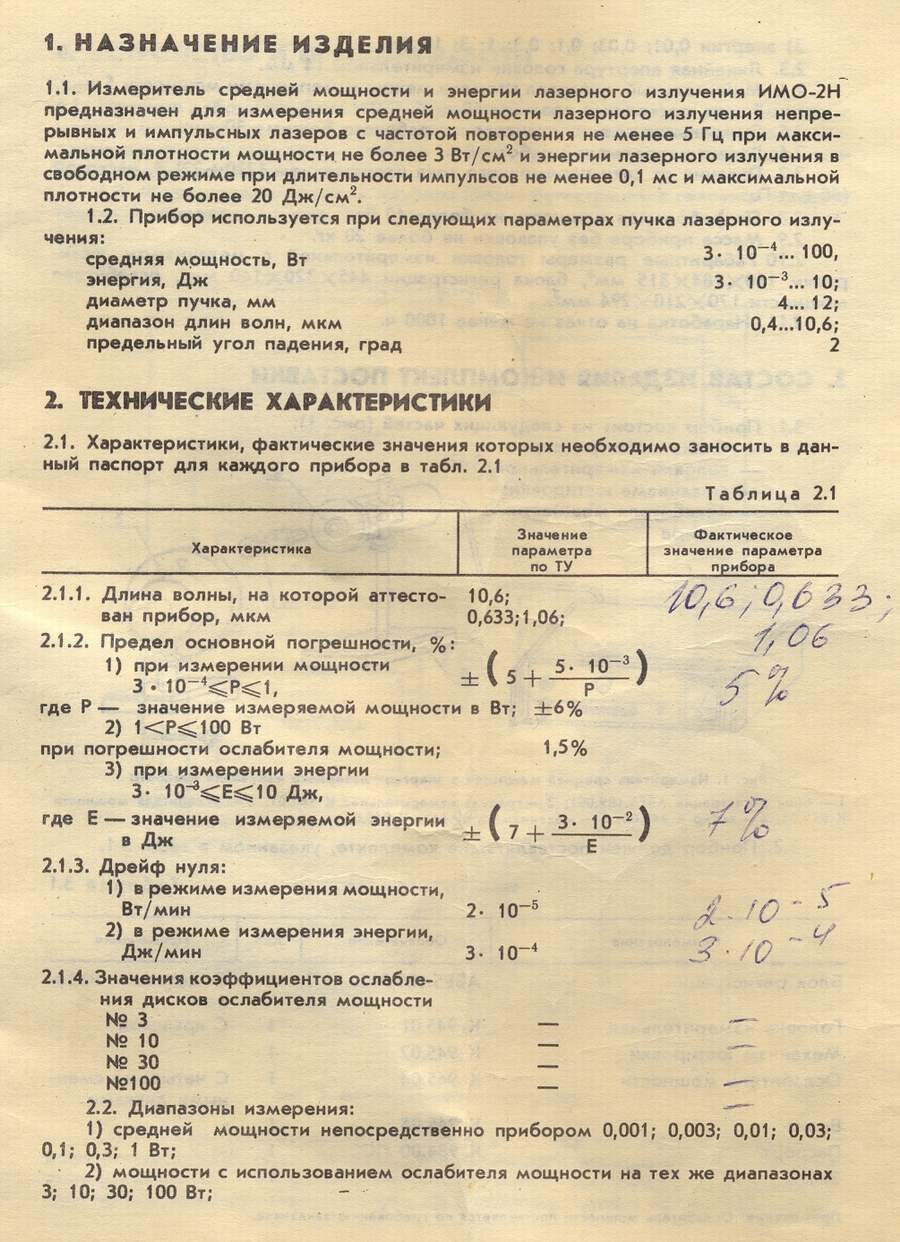 1. НАЗНАЧЕНИЕ ИЗДЕЛИЯ
1.1. Измеритель средней мощности и энергии лазерного излучения ИМО-2Н
предназначен для измерения средней мощности лазерного излучения непре-
рывных и импульсных лазеров с частотой повторения не менее 5 Гц при макси-
мальной плотности мощности не более 3 Вт/см² и энергии лазерного излучения в
свободном режиме при длительности импульсов не менее 0,1 мс и максимальной
плотности не более 20 Дж/см².
1.2. Прибор используется при следующих параметрах пучка лазерного излу-
чения:
средняя мощность, Вт 3· 10⁻⁴... 100,
энергия, Дж 3· 10⁻³... 10;
диаметр пучка, мм 4... 12;
диапазон длин волн, мкм 0,4...10,6;
предельный угол падения, град 2
2. ТЕХНИЧЕСКИЕ ХАРАКТЕРИСТИКИ
2.1. Характеристики, фактические значения которых необходимо заносить в дан-
ный паспорт для каждого прибора в табл. 2.1
Таблица 2.1
Характеристика Значение параметра по ТУ Фактическое значение параметра прибора
2.1.1. Длина волны, на которой аттесто- 10,6; 10,6; 0,633;
ван прибор, мкм 0,633;1,06; 1,06
2.1.2. Предел основной погрешности, %:
1) при измерении мощности ± (5 + 5· 10⁻³ / P) 5%
3 · 10⁻⁴⩽P⩽1,
где P — значение измеряемой мощности в Вт; ±6%
2) 1<P⩽100 Вт
при погрешности ослабителя мощности; 1,5%
3) при измерении энергии
3· 10⁻³⩽E⩽10 Дж,
где E — значение измеряемой энергии ± (7 + 3· 10⁻² / E) 7%
в Дж
2.1.3. Дрейф нуля:
1) в режиме измерения мощности,
Вт/мин 2· 10⁻⁵ 2·10⁻⁵
2) в режиме измерения энергии,
Дж/мин 3· 10⁻⁴ 3·10⁻⁴
2.1.4. Значения коэффициентов ослабле-
ния дисков ослабителя мощности
№ 3 — —
№ 10 — —
№ 30 — —
№100 — —
2.2. Диапазоны измерения: —
1) средней мощности непосредственно прибором 0,001; 0,003; 0,01; 0,03;
0,1; 0,3; 1 Вт;
2) мощности с использованием ослабителя мощности на тех же диапазонах
3; 10; 30; 100 Вт;